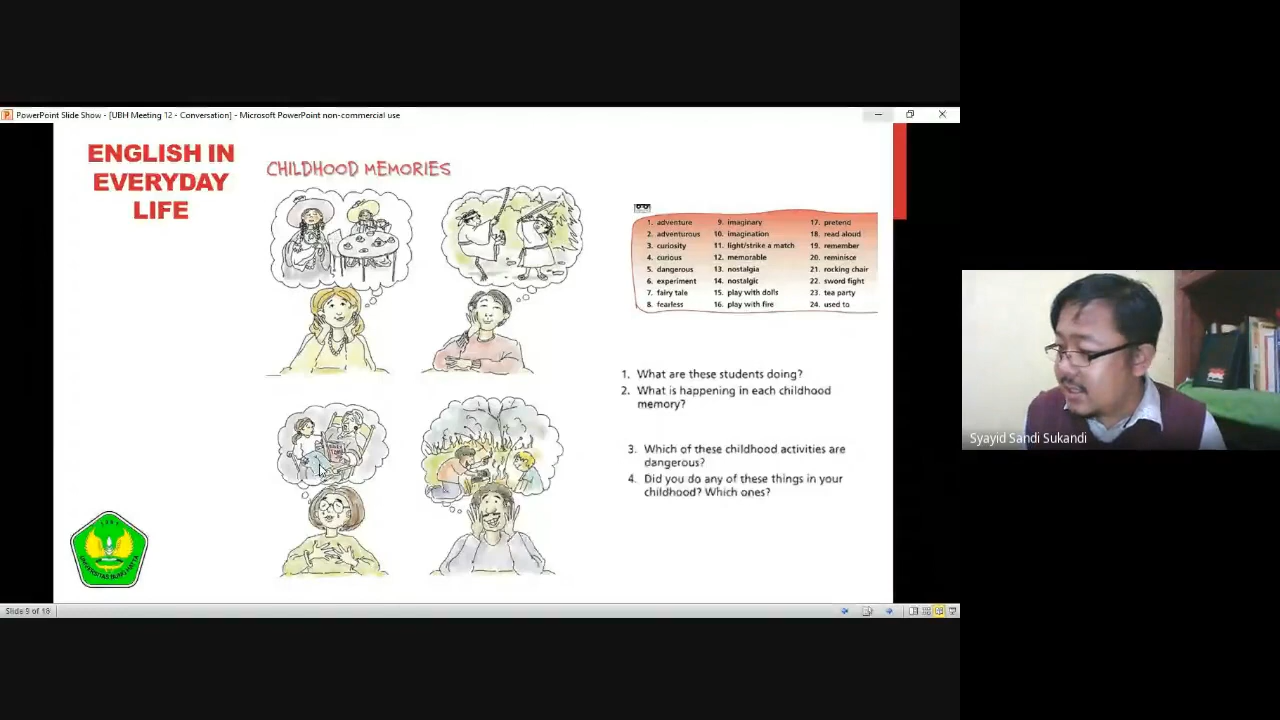 PowerPoint Slide Show - [UBH Meeting 12 - Conversation] - Microsoft PowerPoint non-commercial use
ENGLISH IN
EVERYDAY
LIFE
CHILDHOOD MEMORIES
1. adventure
2. adventurous
3. curiosity
4. curious
5. dangerous
6. experiment
7. fairy tale
8. fearless
9. imaginary
10. imagination
11. light/strike a match
12. memorable
13. nostalgia
14. nostalgic
15. play with dolls
16. play with fire
17. pretend
18. read aloud
19. remember
20. reminisce
21. rocking chair
22. sword fight
23. tea party
24. used to
1. What are these students doing?
2. What is happening in each childhood
memory?
3. Which of these childhood activities are
dangerous?
4. Did you do any of these things in your
childhood? Which ones?
UNIVERSITAS BUNG HATTA
Syayid Sandi Sukandi
Slide 9 of 18